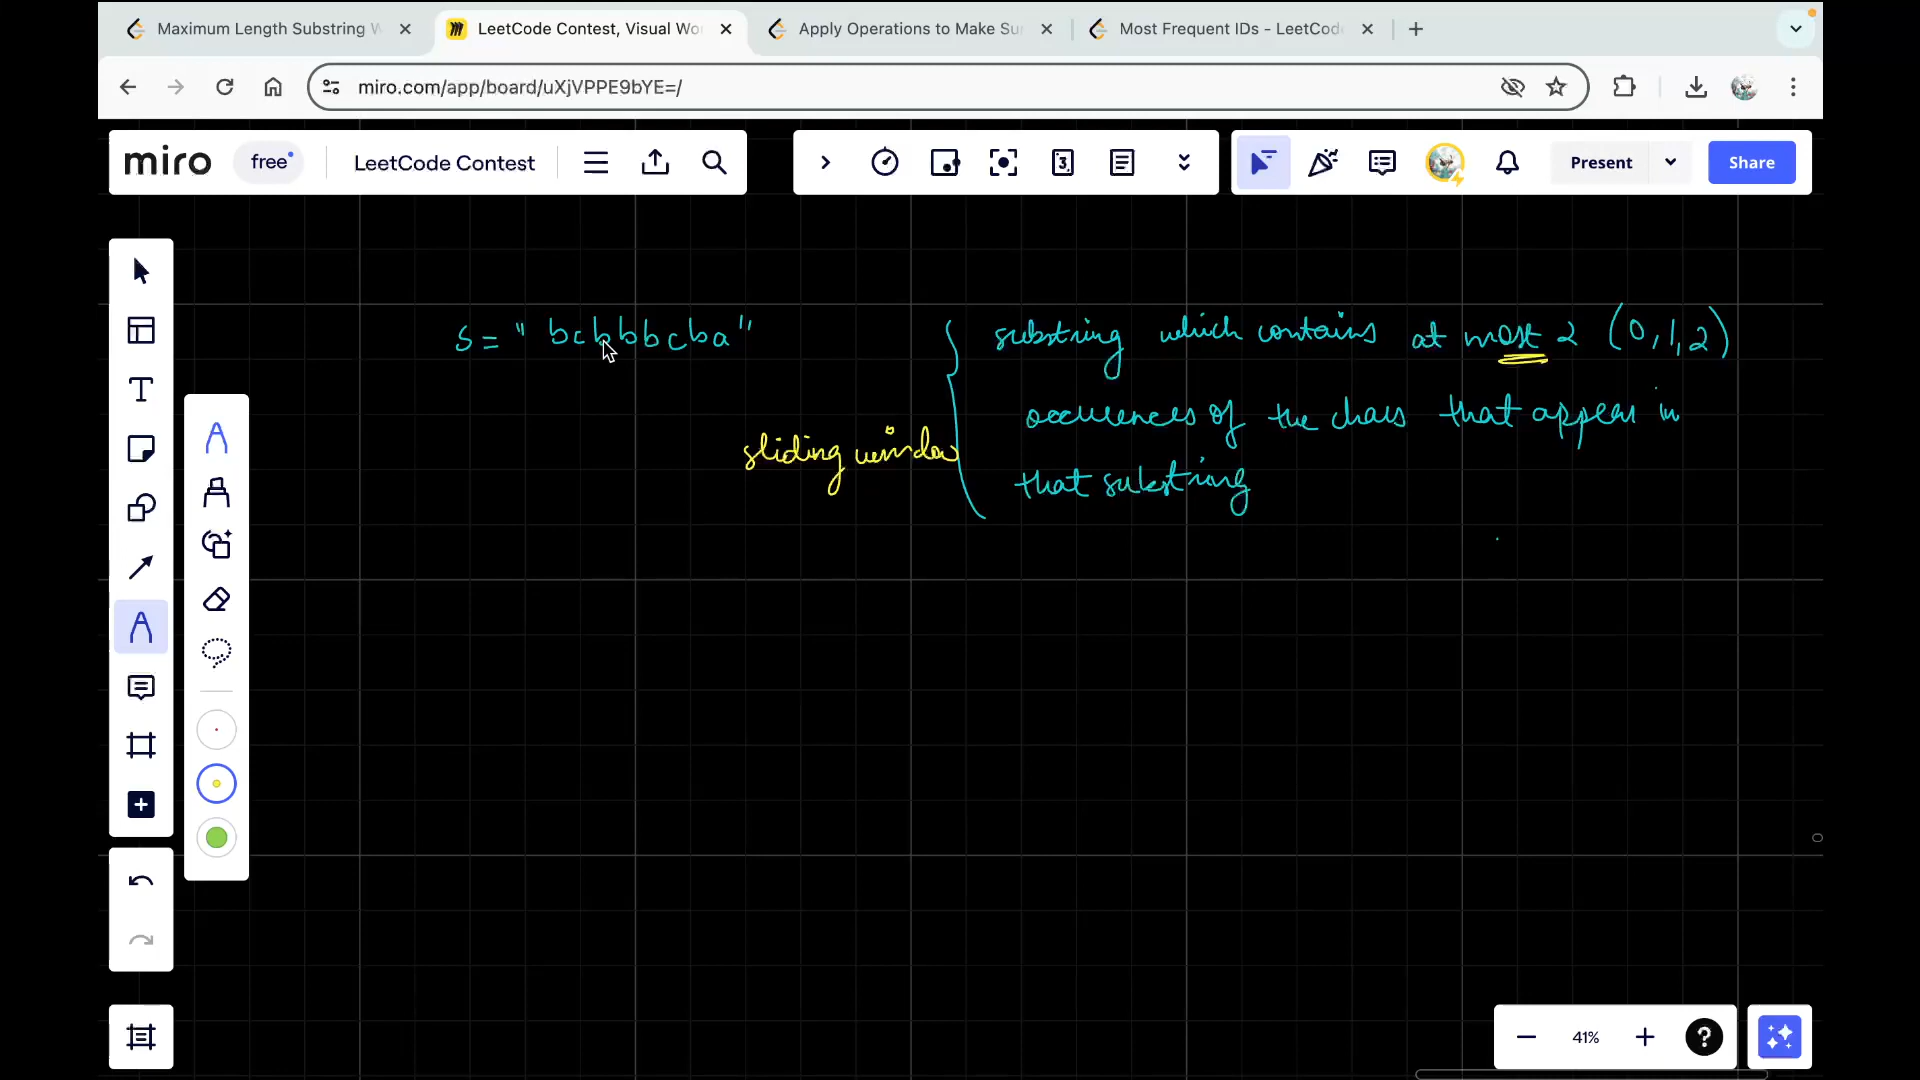 Maximum Length Substring W
LeetCode Contest, Visual Wo
Apply Operations to Make Su
Most Frequent IDs - LeetCod
miro.com/app/board/uXjVPPE9bYE=/
miro
free
LeetCode Contest
3
Present
Share
s = " bcbbbcba"
substring which contains at most 2 (0,1,2)
occurences of the chars that appear in
sliding window
that substring
41%